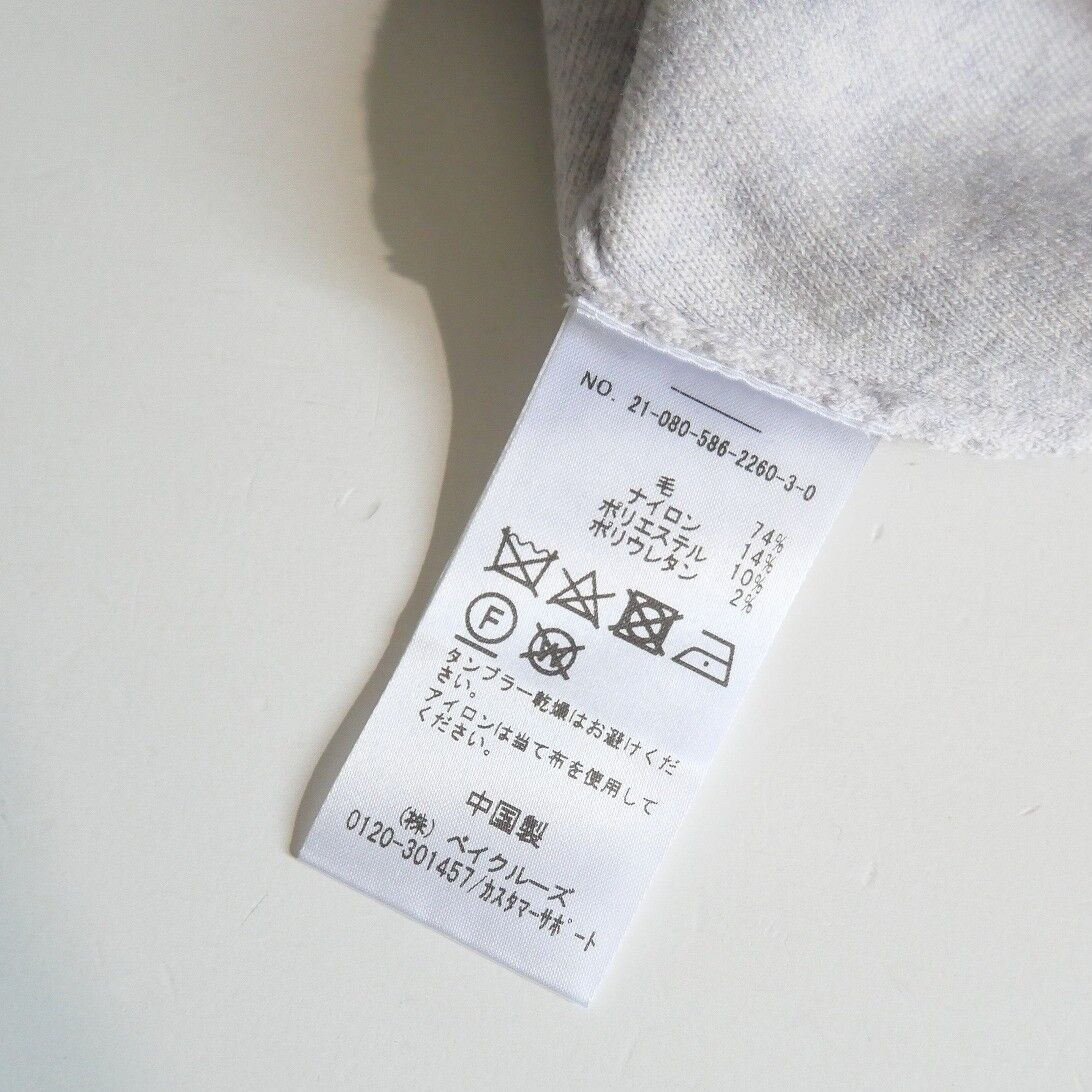 NO. 21-080-586-2260-3-0
毛 74%
ナイロン 14%
ポリエステル 10%
ポリウレタン 2%
F W
タンブラー乾燥はお避けくだ
さい。
アイロンは当て布を使用して
ください。
中国製
(株) ベイクルーズ
0120-301457/カスタマーサポート